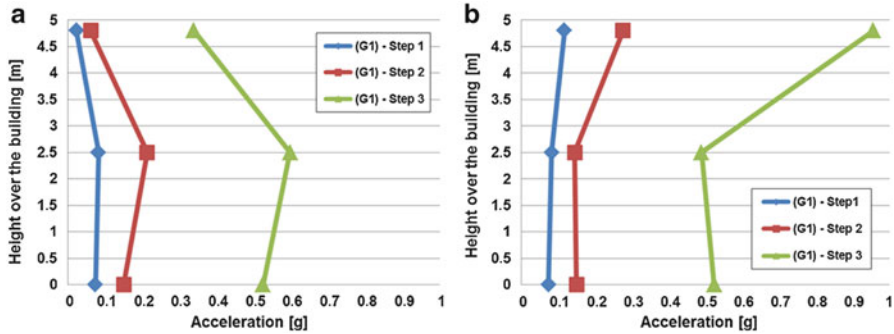 a
5
4.5
4
3.5
3
2.5
2
1.5
1
0.5
0
Height over the building [m]
(G1) - Step 1
(G1) - Step 2
(G1) - Step 3
0 0.1 0.2 0.3 0.4 0.5 0.6 0.7 0.8 0.9 1
Acceleration [g]
b
5
4.5
4
3.5
3
2.5
2
1.5
1
0.5
0
Height over the building [m]
(G1) - Step1
(G1) - Step 2
(G1) - Step 3
0 0.1 0.2 0.3 0.4 0.5 0.6 0.7 0.8 0.9 1
Acceleration [g]